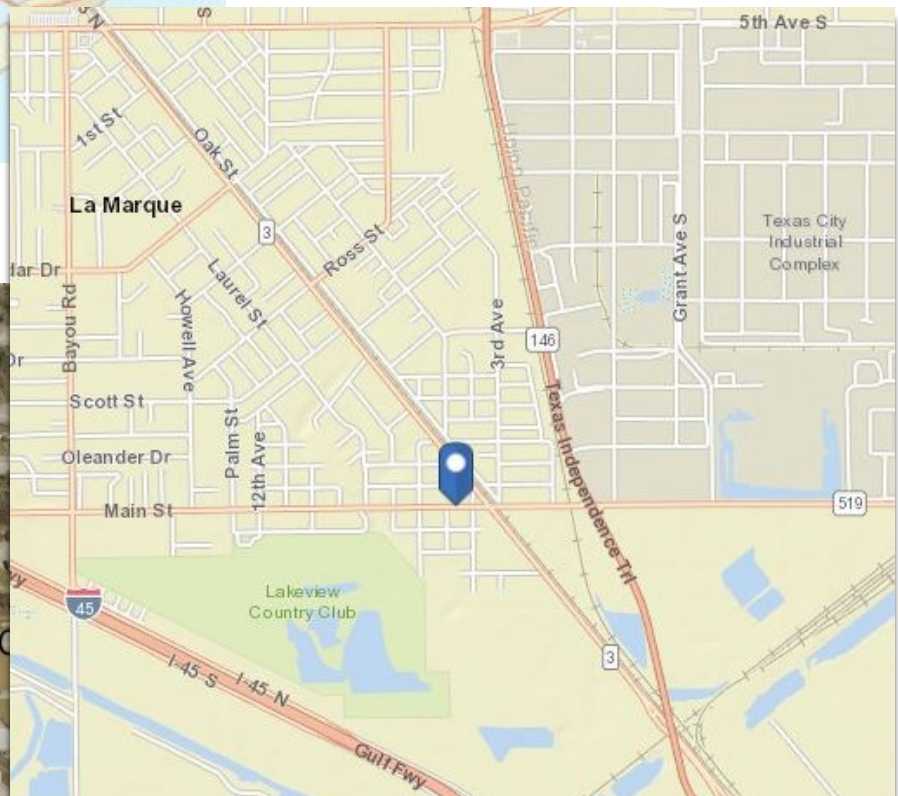 5th Ave S
1st St
Oak St
Union Pacific
La Marque
3
Ross St
Texas City
Industrial
Complex
Grant Ave S
Laurel St
Bayou Rd
Howell Ave
3rd Ave
146
Scott St
Palm St
12th Ave
Oleander Dr
Texas Independence Trl
Main St
519
Lakeview
Country Club
45
3
I-45 S
I-45 N
Gulf Fwy